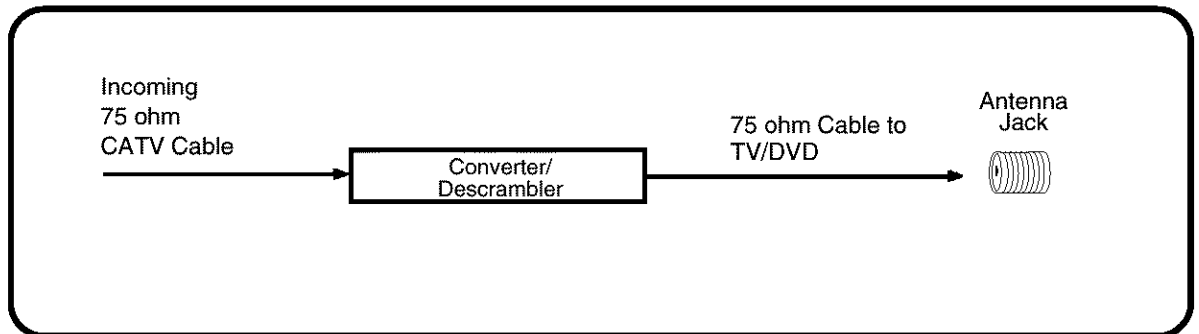 Incoming
75 ohm
CATV Cable
Converter/
Descrambler
75 ohm Cable to
TV/DVD
Antenna
Jack